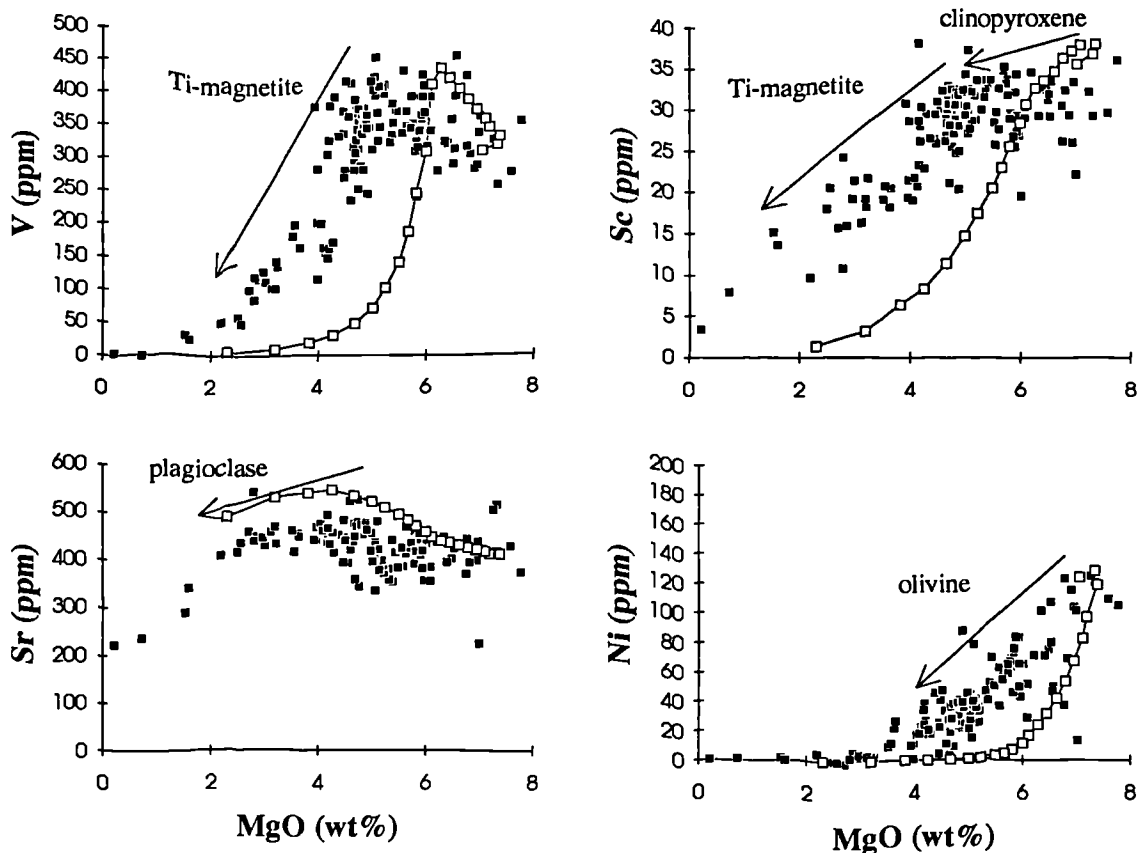 500
450
400
350
300
250
200
150
100
50
0
V (ppm)
Ti-magnetite
0 2 4 6 8
40
35
30
25
20
15
10
5
0
Sc (ppm)
clinopyroxene
Ti-magnetite
0 2 4 6 8
600
500
400
300
200
100
0
Sr (ppm)
plagioclase
0 2 4 6 8
MgO (wt%)
200
180
160
140
120
100
80
60
40
20
0
Ni (ppm)
olivine
0 2 4 6 8
MgO (wt%)